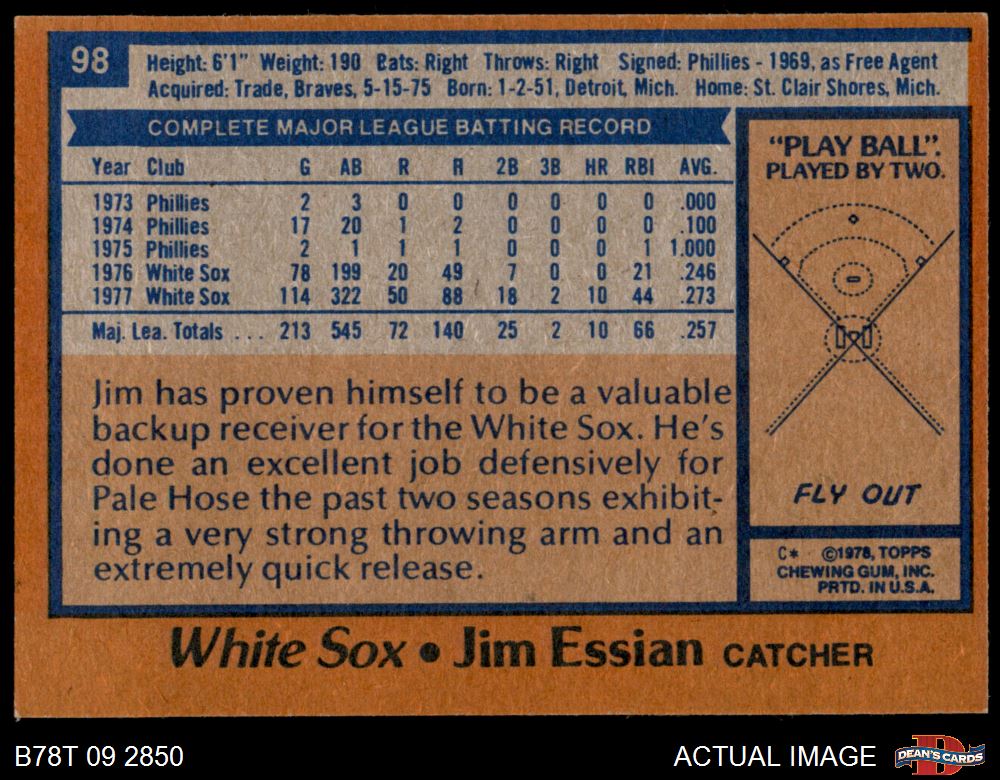 98
Height: 6'1" Weight: 190 Bats: Right Throws: Right Signed: Phillies - 1969, as Free Agent
Acquired: Trade, Braves, 5-15-75 Born: 1-2-51, Detroit, Mich. Home: St. Clair Shores, Mich.
COMPLETE MAJOR LEAGUE BATTING RECORD
Year Club G AB R H 2B 3B HR RBI AVG.
1973 Phillies 2 3 0 0 0 0 0 0 .000
1974 Phillies 17 20 1 2 0 0 0 0 .100
1975 Phillies 2 1 1 1 0 0 0 1 1.000
1976 White Sox 78 199 20 49 7 0 0 21 .246
1977 White Sox 114 322 50 88 18 2 10 44 .273
Maj. Lea. Totals ... 213 545 72 140 25 2 10 66 .257
Jim has proven himself to be a valuable
backup receiver for the White Sox. He's
done an excellent job defensively for
Pale Hose the past two seasons exhibit-
ing a very strong throwing arm and an
extremely quick release.
"PLAY BALL".
PLAYED BY TWO.
FLY OUT
C* ©1978, TOPPS
CHEWING GUM, INC.
PRTD. IN U.S.A.
White Sox • Jim Essian CATCHER
B78T 09 2850
ACTUAL IMAGE
D
DEAN'S CARDS